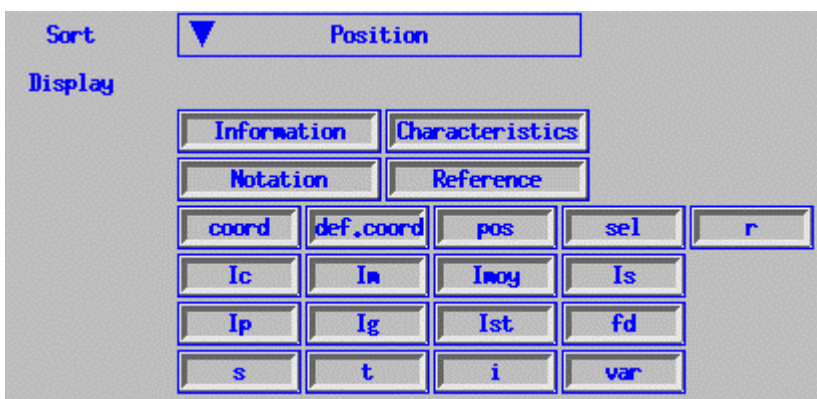 Sort Position
Display
Information Characteristics
Notation Reference
coord def.coord pos sel r
Ic Im Imoy Is
Ip Ig Ist fd
s t i var